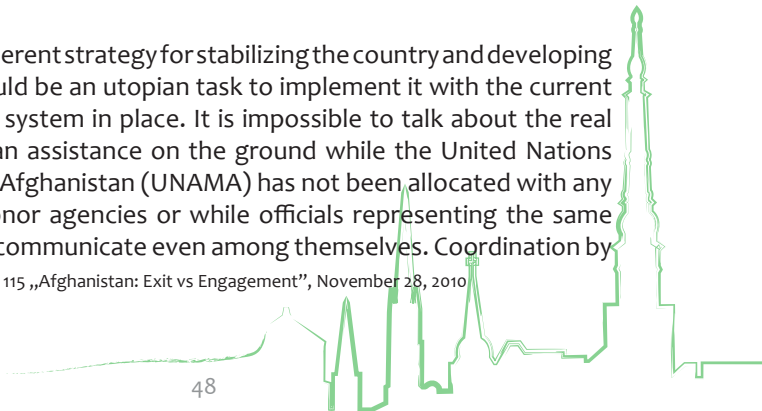 erent strategy for stabilizing the country and developing
uld be an utopian task to implement it with the current
system in place. It is impossible to talk about the real
an assistance on the ground while the United Nations
Afghanistan (UNAMA) has not been allocated with any
onor agencies or while officials representing the same
communicate even among themselves. Coordination by
115 „Afghanistan: Exit vs Engagement”, November 28, 2010
48